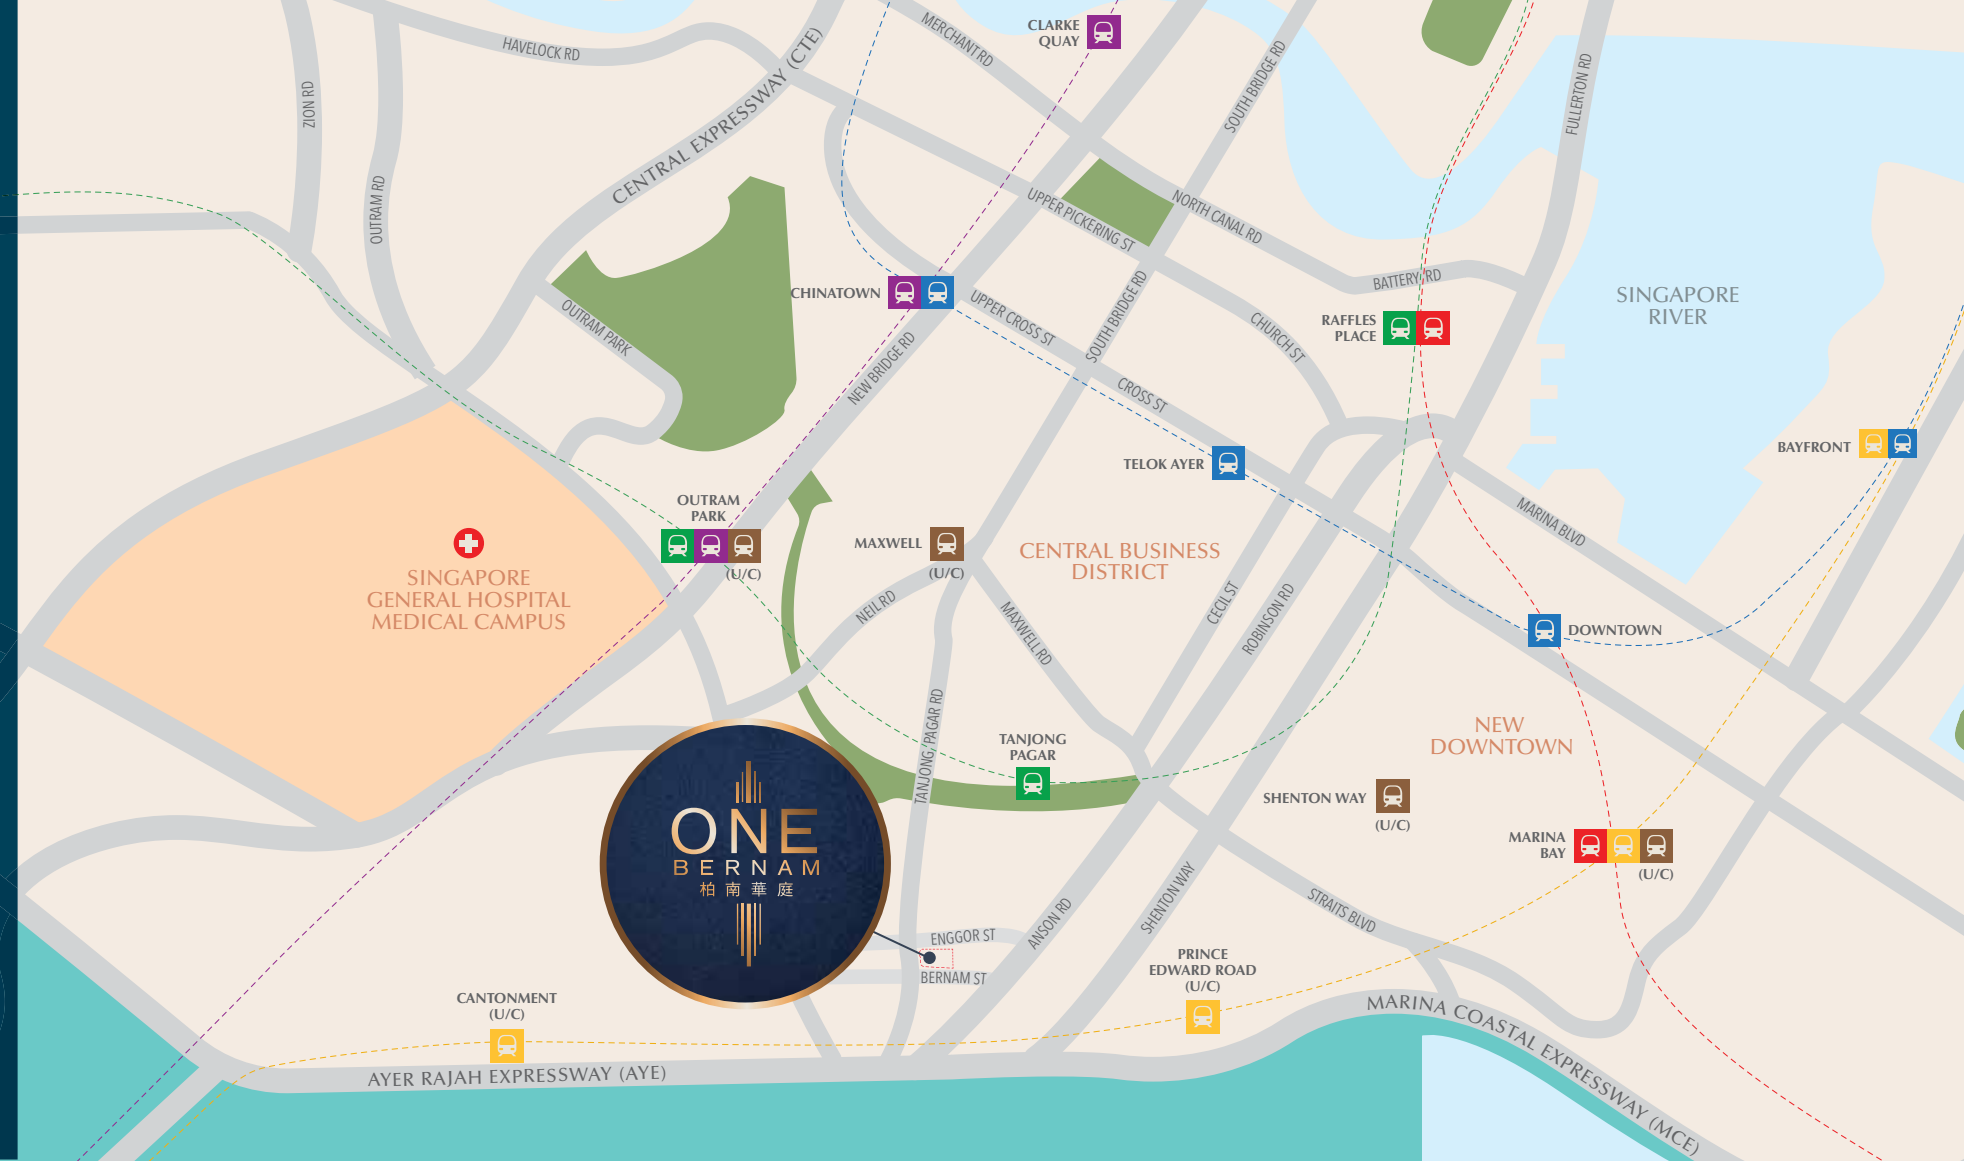 CLARKE
QUAY
MERCHANT RD
HAVELOCK RD
ZION RD
OUTRAM RD
CENTRAL EXPRESSWAY (CTE)
SOUTH BRIDGE RD
FULLERTON RD
UPPER PICKERING ST
NORTH CANAL RD
BATTERY RD
CHINATOWN
UPPER CROSS ST
SOUTH BRIDGE RD
CHURCH ST
RAFFLES
PLACE
SINGAPORE
RIVER
OUTRAM PARK
NEW BRIDGE RD
CROSS ST
TELOK AYER
BAYFRONT
OUTRAM
PARK
(U/C)
MAXWELL
(U/C)
CENTRAL BUSINESS
DISTRICT
MARINA BLVD
SINGAPORE
GENERAL HOSPITAL
MEDICAL CAMPUS
NEIL RD
MAXWELL RD
CECIL ST
ROBINSON RD
DOWNTOWN
TANJONG PAGAR RD
TANJONG
PAGAR
NEW
DOWNTOWN
SHENTON WAY
(U/C)
MARINA
BAY
(U/C)
ONE
BERNAM
柏南華庭
ENGGOR ST
BERNAM ST
ANSON RD
SHENTON WAY
STRAITS BLVD
PRINCE
EDWARD ROAD
(U/C)
CANTONMENT
(U/C)
AYER RAJAH EXPRESSWAY (AYE)
MARINA COASTAL EXPRESSWAY (MCE)